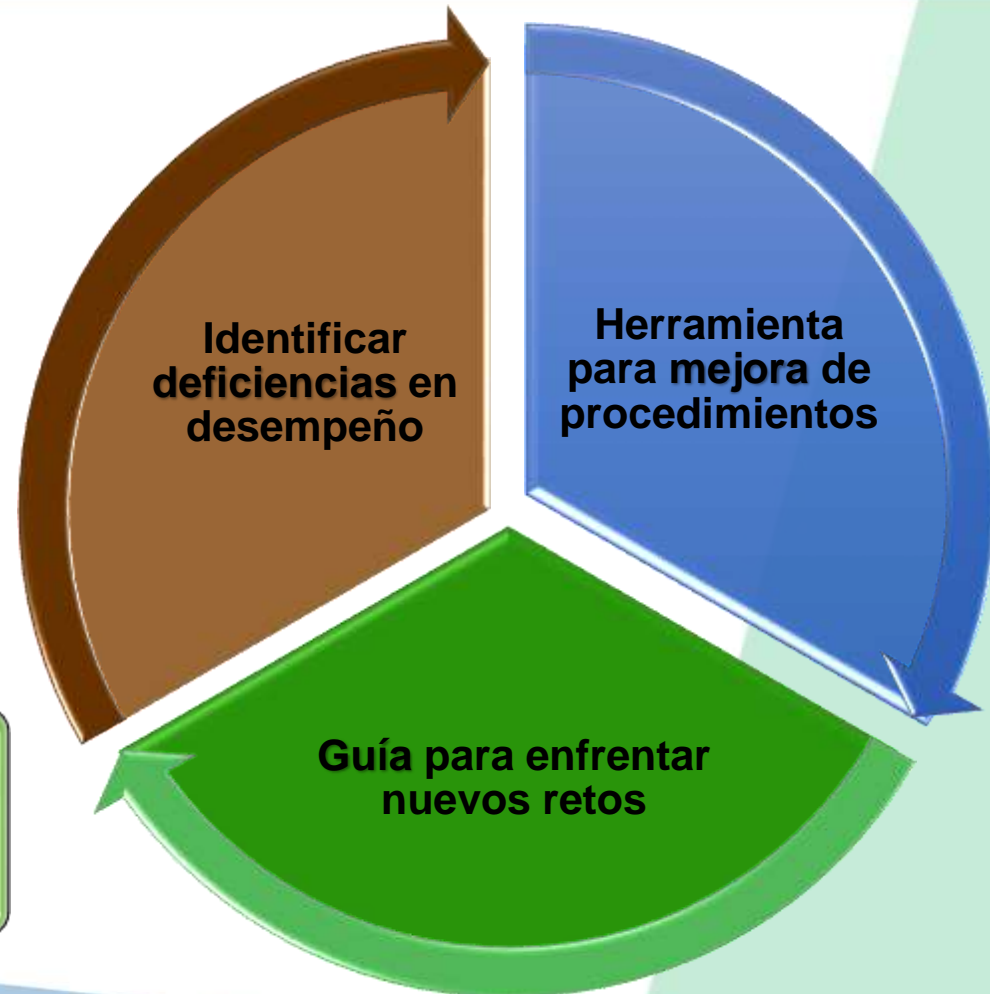 Identificar
deficiencias en
desempeño
Herramienta
para mejora de
procedimientos
Guía para enfrentar
nuevos retos